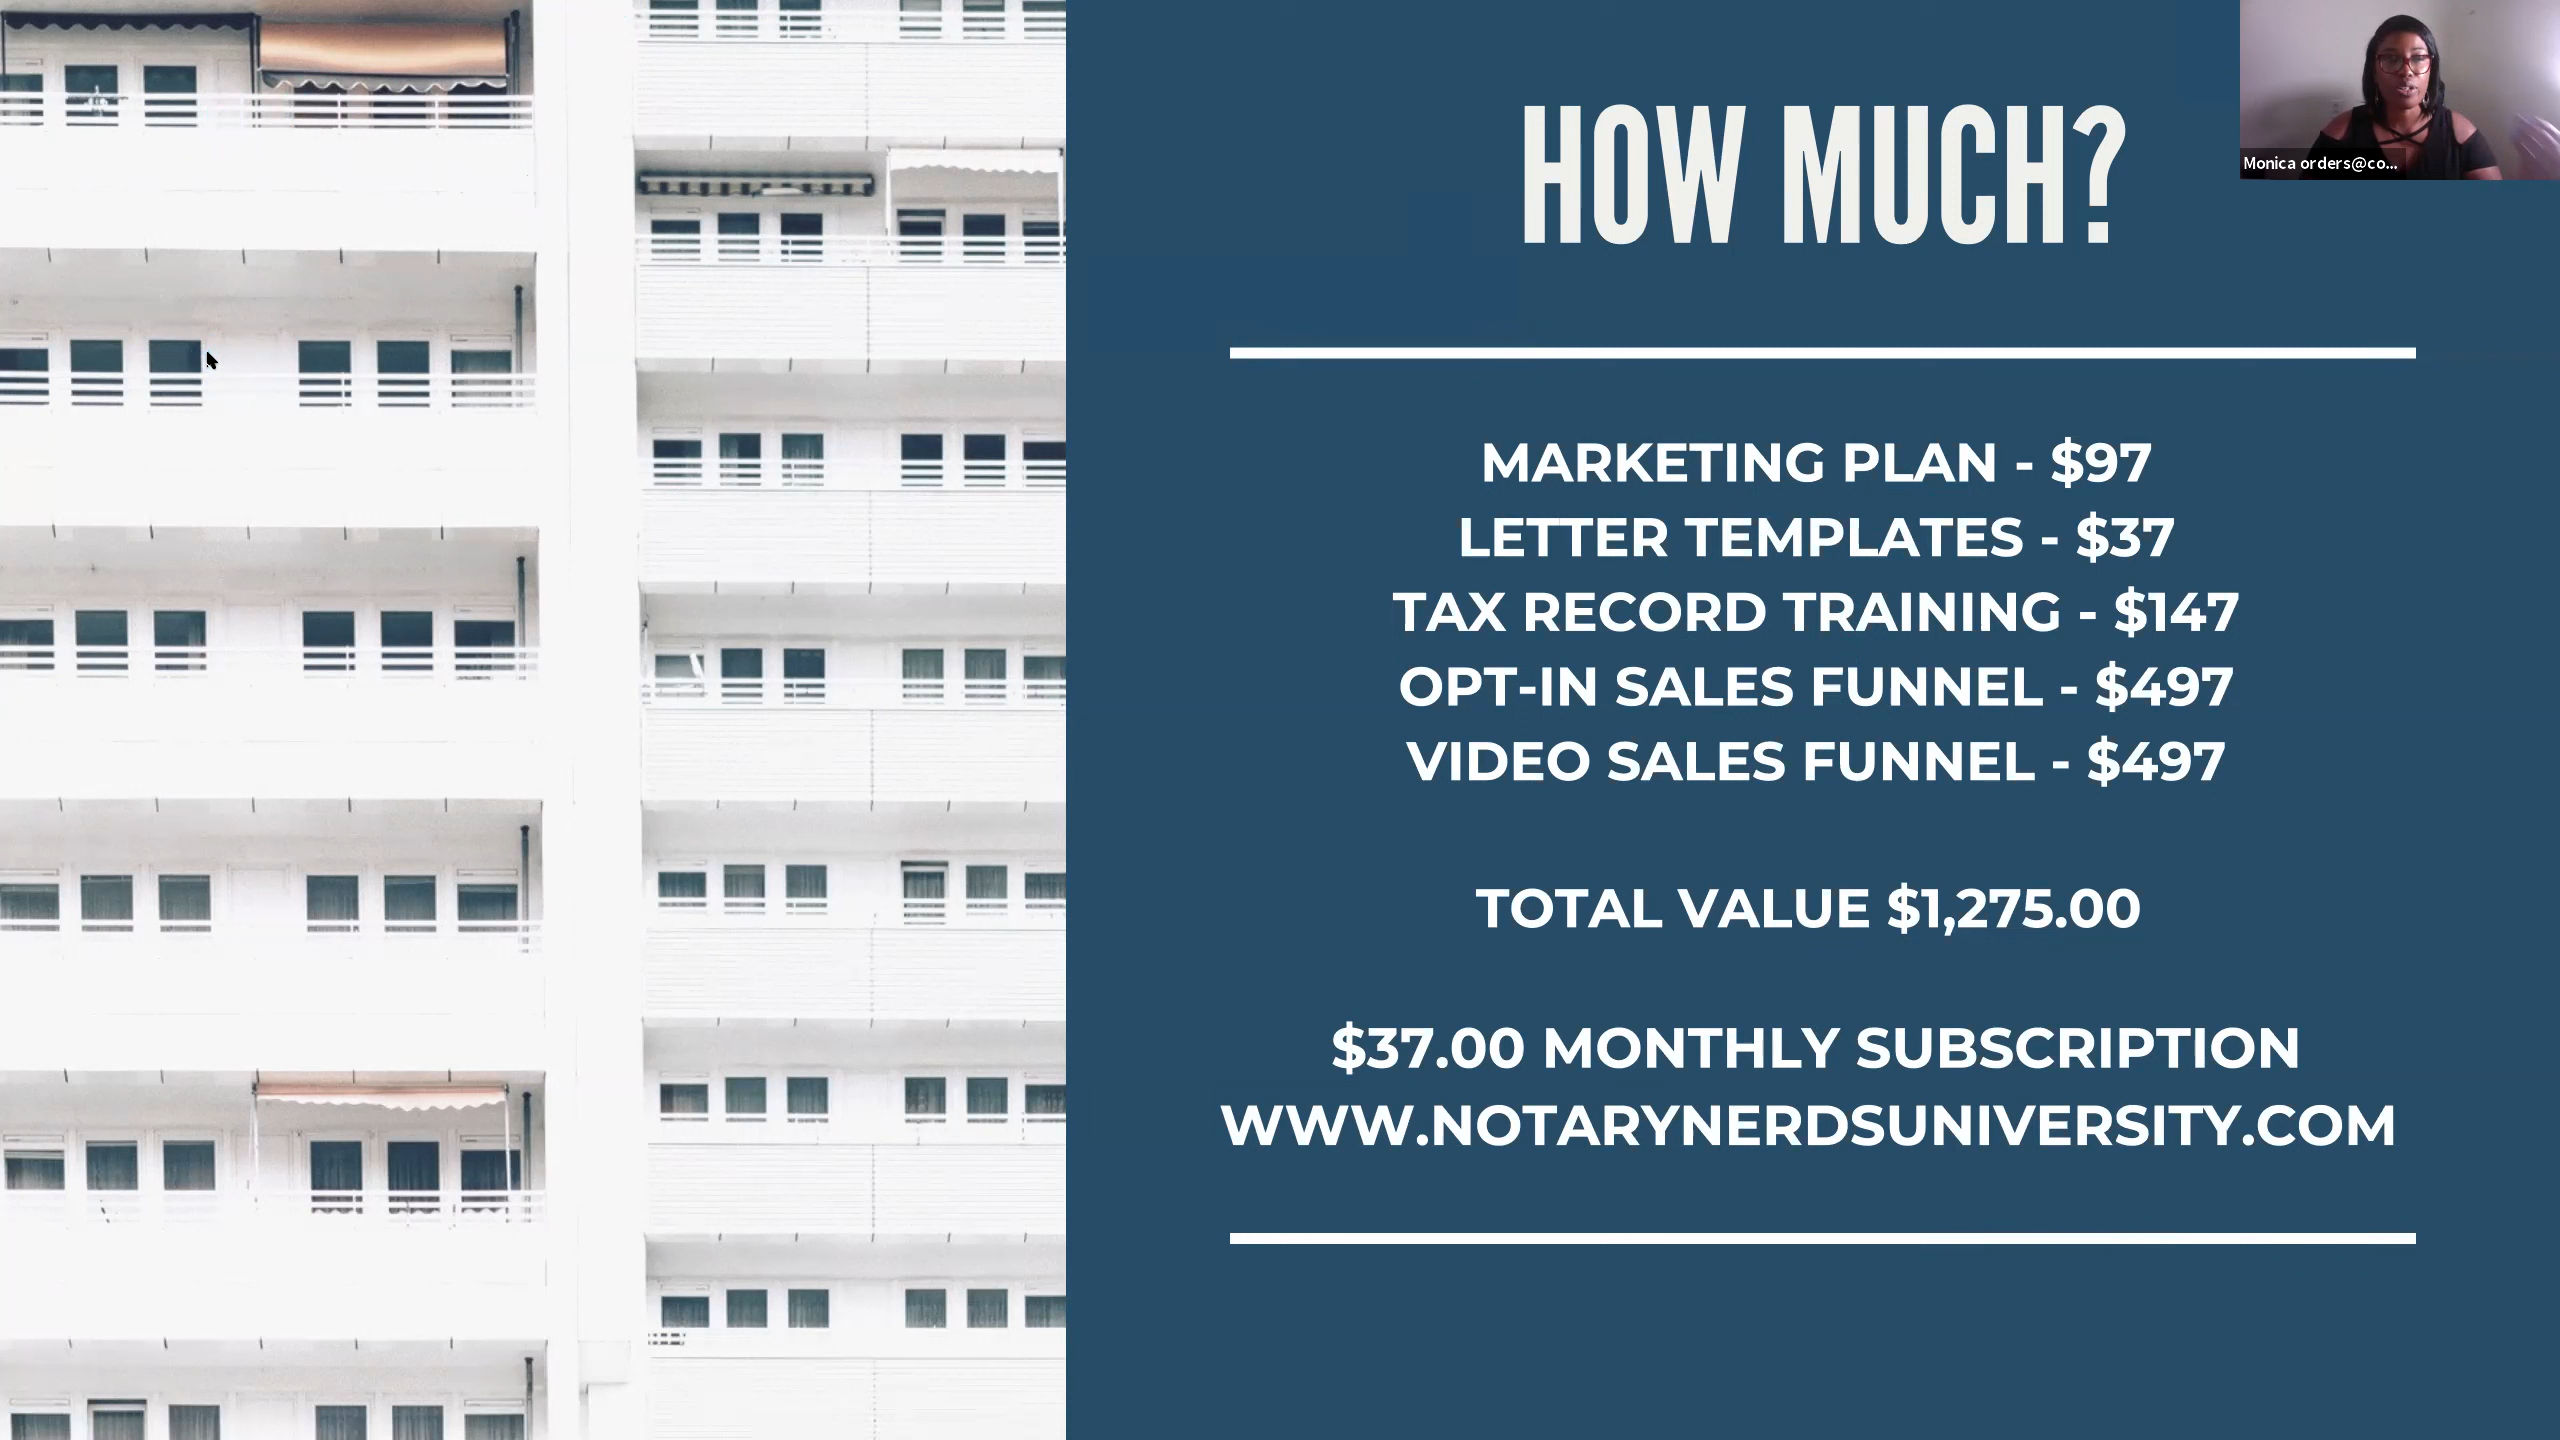 HOW MUCH?
Monica orders@co...
MARKETING PLAN - $97
LETTER TEMPLATES - $37
TAX RECORD TRAINING - $147
OPT-IN SALES FUNNEL - $497
VIDEO SALES FUNNEL - $497
TOTAL VALUE $1,275.00
$37.00 MONTHLY SUBSCRIPTION
WWW.NOTARYNERDSUNIVERSITY.COM